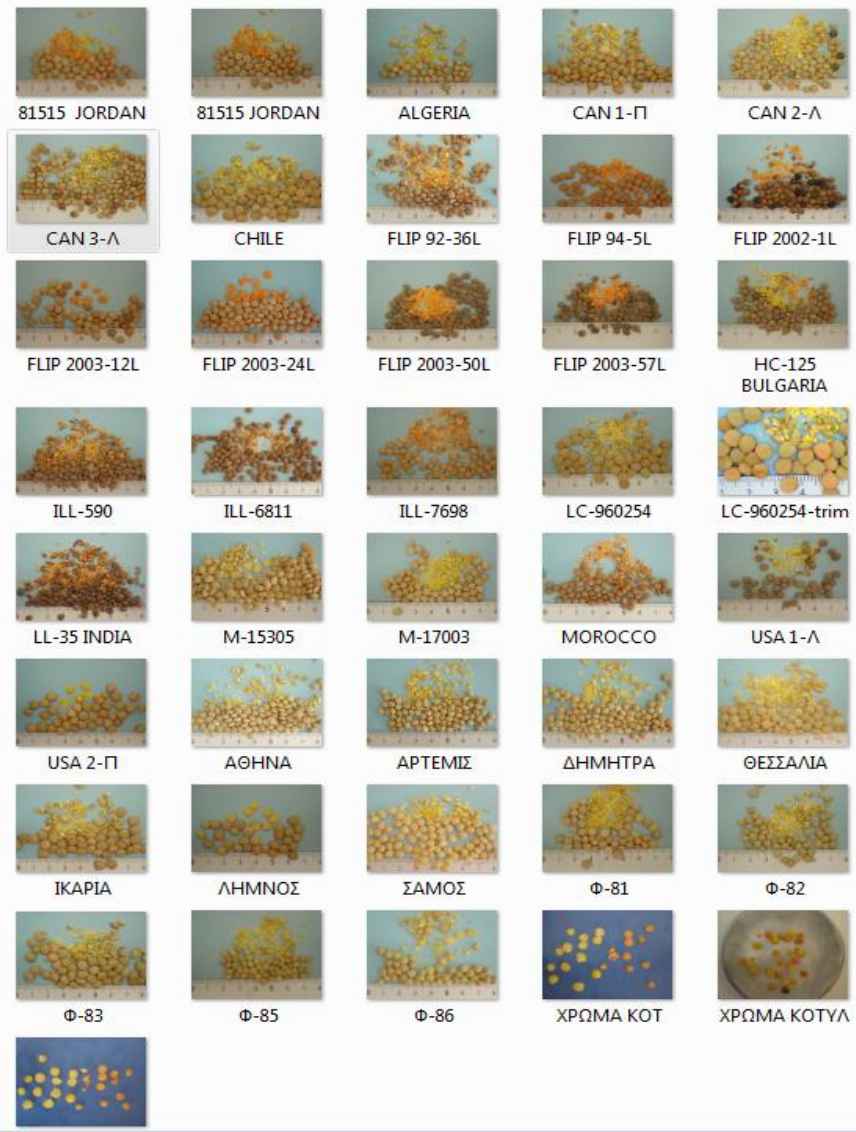 81515 JORDAN
81515 JORDAN
ALGERIA
CAN 1-Π
CAN 2-Λ
CAN 3-Λ
CHILE
FLIP 92-36L
FLIP 94-5L
FLIP 2002-1L
FLIP 2003-12L
FLIP 2003-24L
FLIP 2003-50L
FLIP 2003-57L
HC-125
BULGARIA
ILL-590
ILL-6811
ILL-7698
LC-960254
LC-960254-trim
LL-35 INDIA
M-15305
M-17003
MOROCCO
USA 1-Λ
USA 2-Π
ΑΘΗΝΑ
ΑΡΤΕΜΙΣ
ΔΗΜΗΤΡΑ
ΘΕΣΣΑΛΙΑ
ΙΚΑΡΙΑ
ΛΗΜΝΟΣ
ΣΑΜΟΣ
Φ-81
Φ-82
Φ-83
Φ-85
Φ-86
ΧΡΩΜΑ ΚΟΤ
ΧΡΩΜΑ ΚΟΤΥΛ